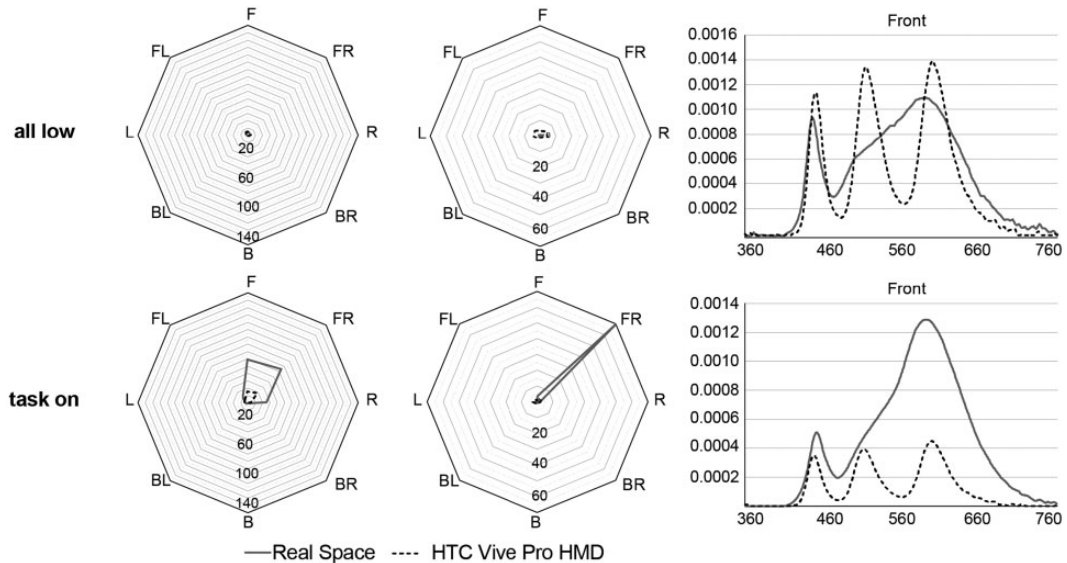 F
FL
FR
L
R
BL
BR
B
20
60
100
140
F
FL
FR
L
R
BL
BR
B
20
40
60
Front
0.0016
0.0014
0.0012
0.0010
0.0008
0.0006
0.0004
0.0002
360 460 560 660 760
all low
F
FL
FR
L
R
BL
BR
B
20
60
100
140
F
FL
FR
L
R
BL
BR
B
20
40
60
Front
0.0014
0.0012
0.0010
0.0008
0.0006
0.0004
0.0002
360 460 560 660 760
task on
Real Space HTC Vive Pro HMD